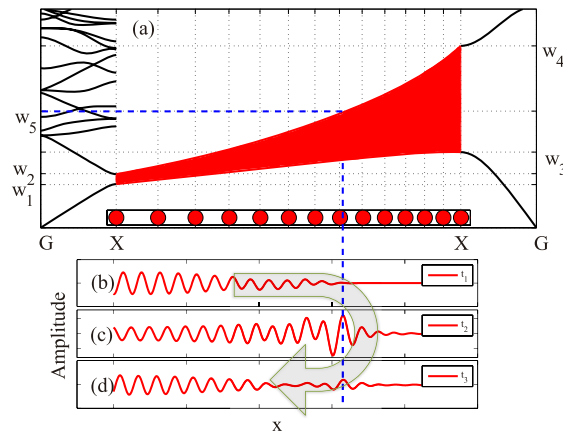 (a)
w4
w5
w3
w2
w1
G X X G
(b) t1
Amplitude
(c) t2
(d) t3
x